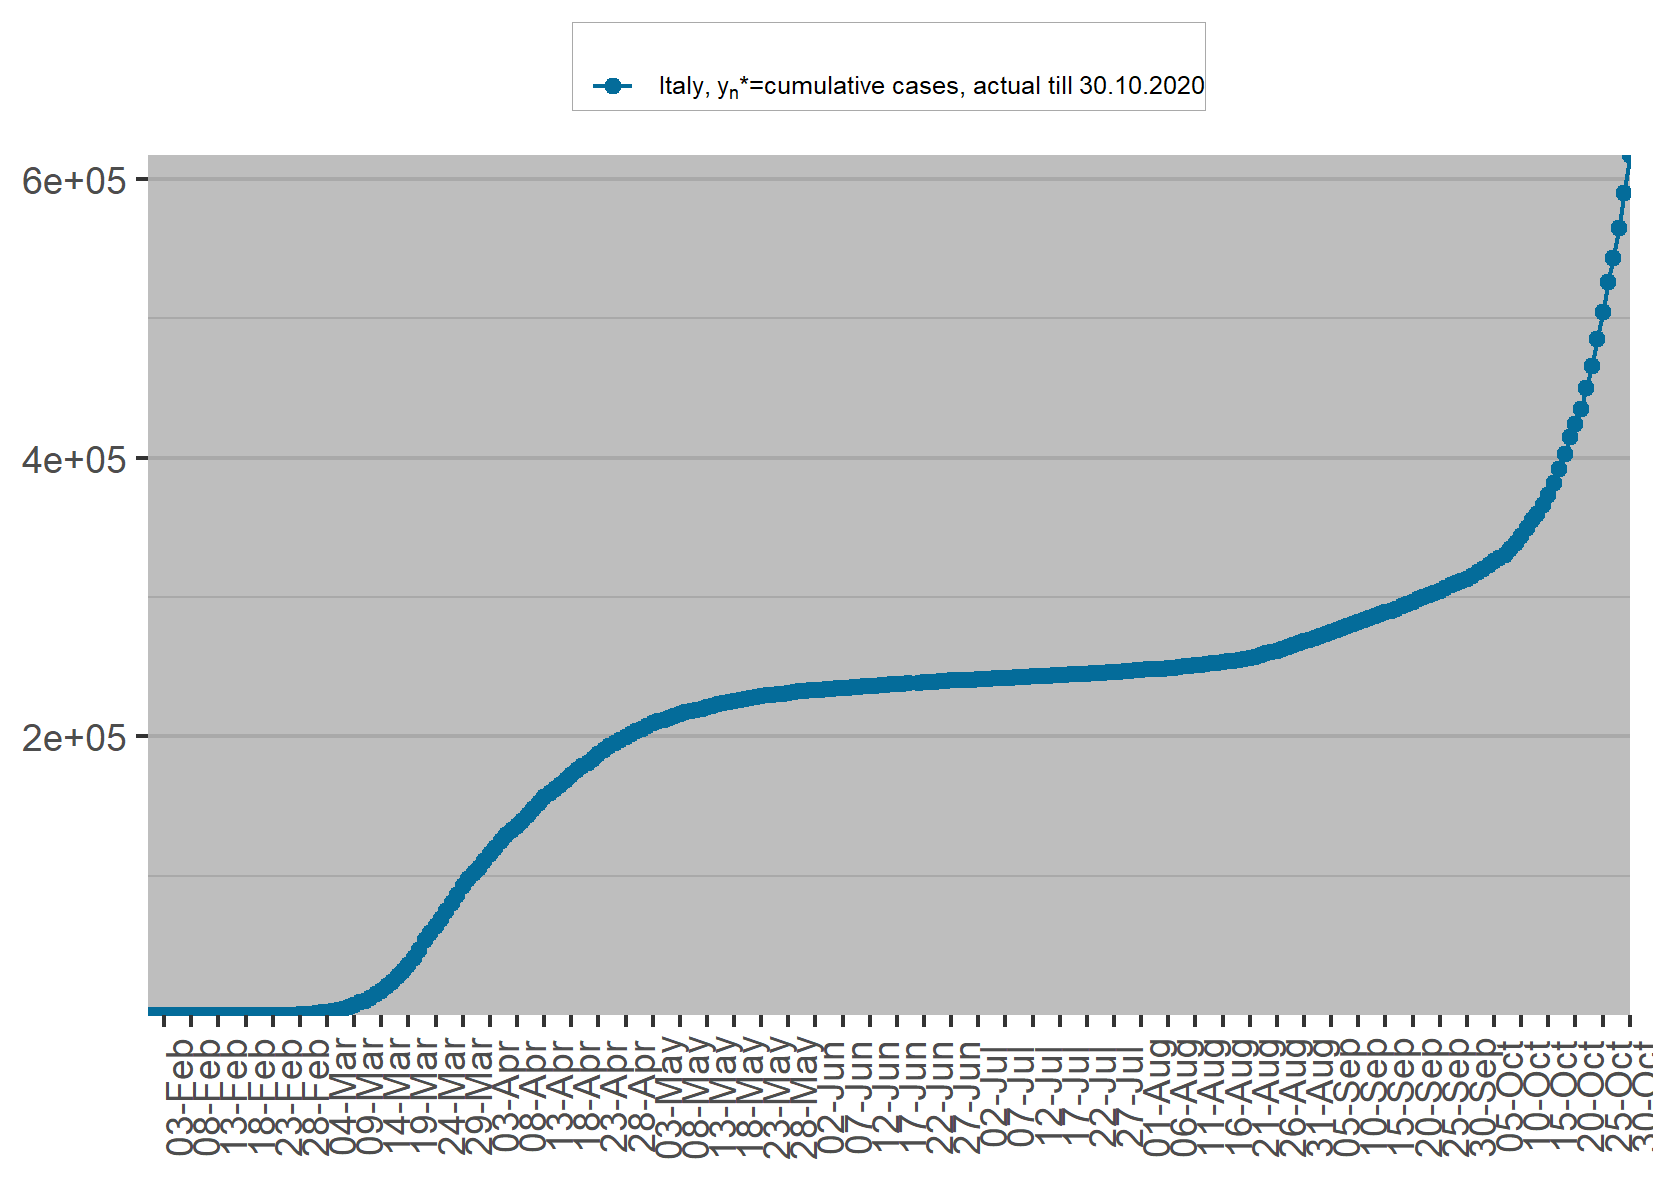 Italy, yn*=cumulative cases, actual till 30.10.2020
6e+05
4e+05
2e+05
03-Feb
08-Feb
13-Feb
18-Feb
23-Feb
28-Feb
04-Mar
09-Mar
14-Mar
19-Mar
24-Mar
29-Mar
03-Apr
08-Apr
13-Apr
18-Apr
23-Apr
28-Apr
03-May
08-May
13-May
18-May
23-May
28-May
02-Jun
07-Jun
12-Jun
17-Jun
22-Jun
27-Jun
02-Jul
07-Jul
12-Jul
17-Jul
22-Jul
27-Jul
01-Aug
06-Aug
11-Aug
16-Aug
21-Aug
26-Aug
31-Aug
05-Sep
10-Sep
15-Sep
20-Sep
25-Sep
30-Sep
05-Oct
10-Oct
15-Oct
20-Oct
25-Oct
30-Oct